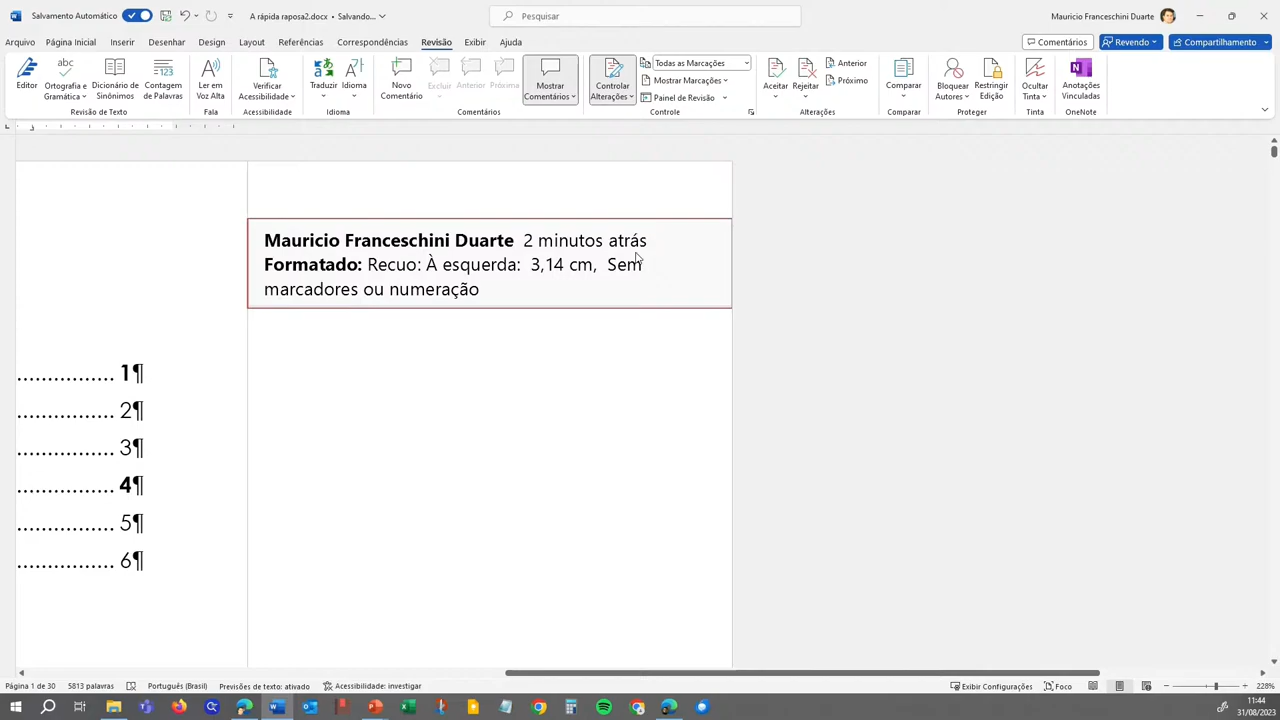 Salvamento Automático
A rápida raposa2.docx • Salvando...
Pesquisar
Mauricio Franceschini Duarte
Arquivo Página Inicial Inserir Desenhar Design Layout Referências Correspondências Revisão Exibir Ajuda
Comentários Revendo Compartilhamento
Editor
Ortografia e Gramática
Dicionário de Sinônimos
Contagem de Palavras
Revisão de Texto
Ler em Voz Alta
Fala
Verificar Acessibilidade
Acessibilidade
Traduzir
Idioma
Idioma
Novo Comentário
Excluir
Anterior
Próxima
Mostrar Comentários
Comentários
Controlar Alterações
Todas as Marcações
Mostrar Marcações
Painel de Revisão
Controle
Aceitar
Rejeitar
Anterior
Próximo
Alterações
Comparar
Comparar
Bloquear Autores
Restringir Edição
Proteger
Ocultar Tinta
Tinta
Anotações Vinculadas
OneNote
Mauricio Franceschini Duarte 2 minutos atrás
Formatado: Recuo: À esquerda: 3,14 cm, Sem
marcadores ou numeração
................ 1¶
................ 2¶
................ 3¶
................ 4¶
................ 5¶
................ 6¶
Página 1 de 30 5813 palavras Português (Brasil) Previsões de texto: ativado Acessibilidade: investigar
Exibir Configurações Foco 228%
11:44
31/08/2023